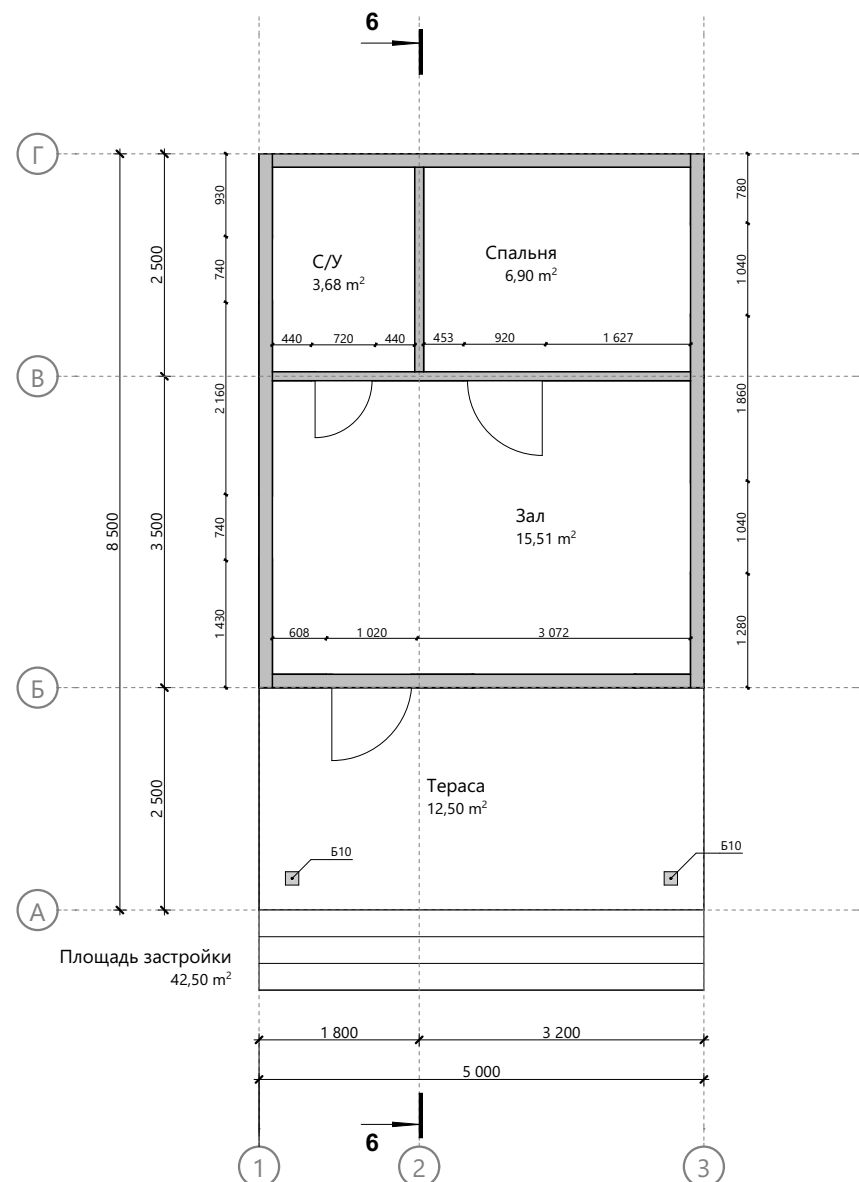 6
Г
930
780
2 500
740
1 040
С/У
3,68 m²
Спальня
6,90 m²
440
720
440
453
920
1 627
В
2 160
1 860
8 500
3 500
740
1 040
Зал
15,51 m²
1 430
1 280
608
1 020
3 072
Б
2 500
Тераса
12,50 m²
Б10
Б10
А
Площадь застройки
42,50 m²
1 800
3 200
5 000
6
1
2
3